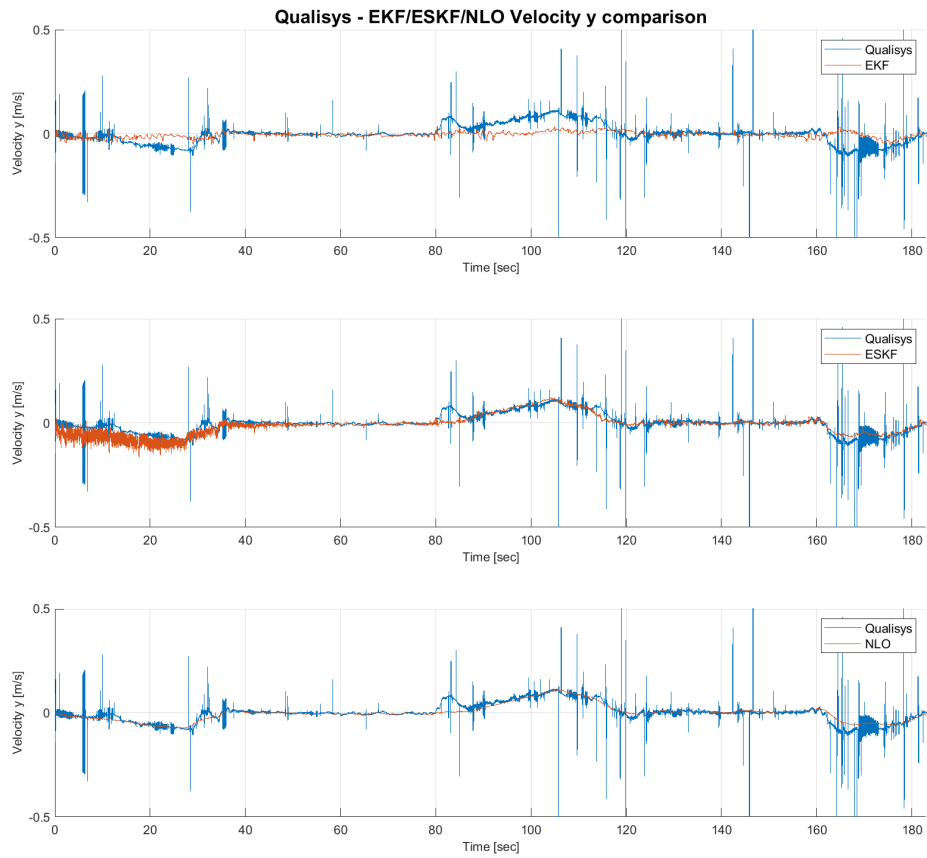 Qualisys - EKF/ESKF/NLO Velocity y comparison
0.5
0
-0.5
Velocity y [m/s]
Qualisys
EKF
0 20 40 60 80 100 120 140 160 180
Time [sec]
0.5
0
-0.5
Velocity y [m/s]
Qualisys
ESKF
0 20 40 60 80 100 120 140 160 180
Time [sec]
0.5
0
-0.5
Velocity y [m/s]
Qualisys
NLO
0 20 40 60 80 100 120 140 160 180
Time [sec]